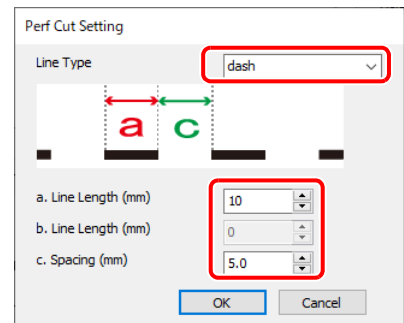 Perf Cut Setting
Line Type dash
a c
a. Line Length (mm) 10
b. Line Length (mm) 0
c. Spacing (mm) 5.0
OK Cancel